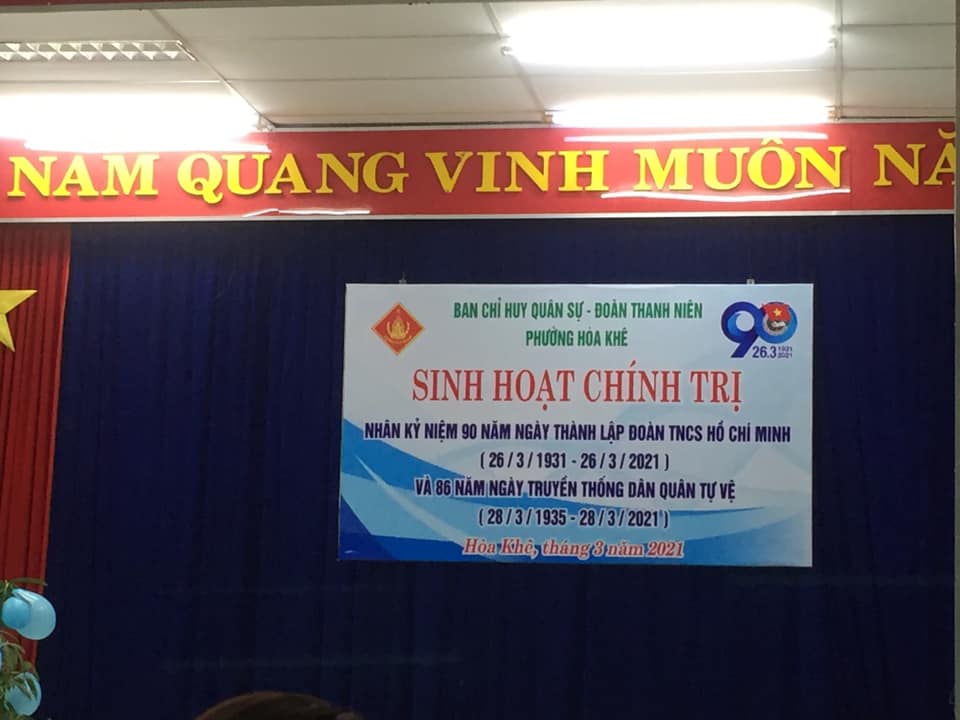 NAM QUANG VINH MUÔN NĂ
BAN CHỈ HUY QUÂN SỰ - ĐOÀN THANH NIÊN
PHƯỜNG HÒA KHÊ
90
26.3 1931
2021
SINH HOẠT CHÍNH TRỊ
NHÂN KỶ NIỆM 90 NĂM NGÀY THÀNH LẬP ĐOÀN TNCS HỒ CHÍ MINH
( 26 / 3 / 1931 - 26 / 3 / 2021 )
VÀ 86 NĂM NGÀY TRUYỀN THỐNG DÂN QUÂN TỰ VỆ
( 28 / 3 / 1935 - 28 / 3 / 2021 )
Hòa Khê, tháng 3 năm 2021